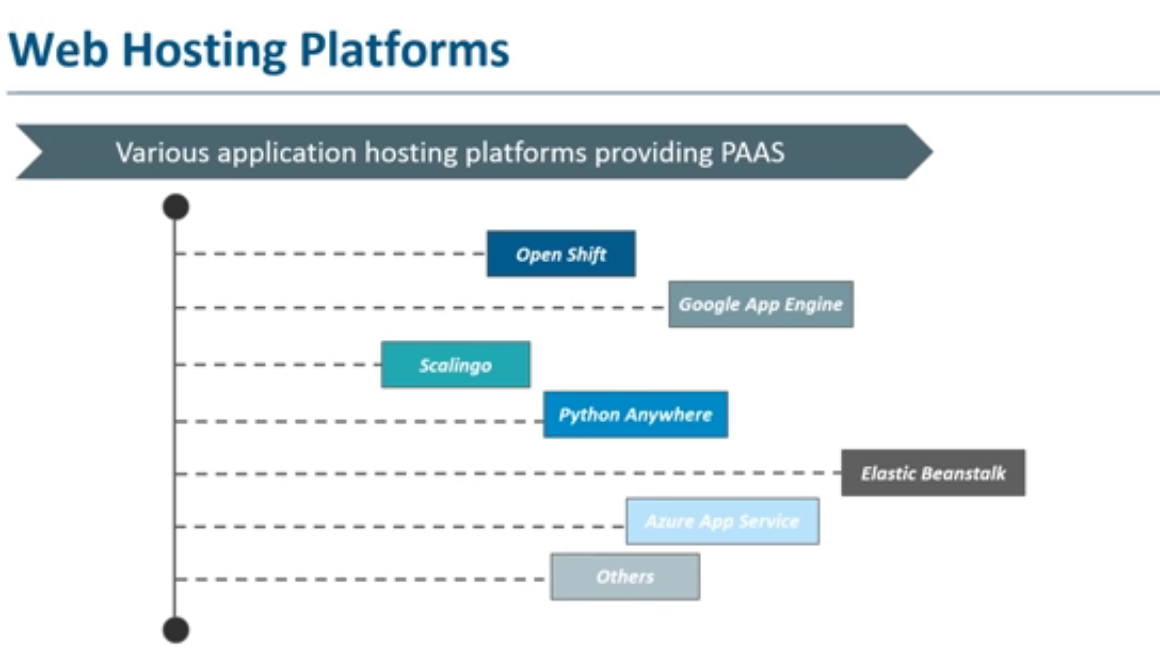 Web Hosting Platforms
Various application hosting platforms providing PAAS
Open Shift
Google App Engine
Scalingo
Python Anywhere
Elastic Beanstalk
Azure App Service
Others